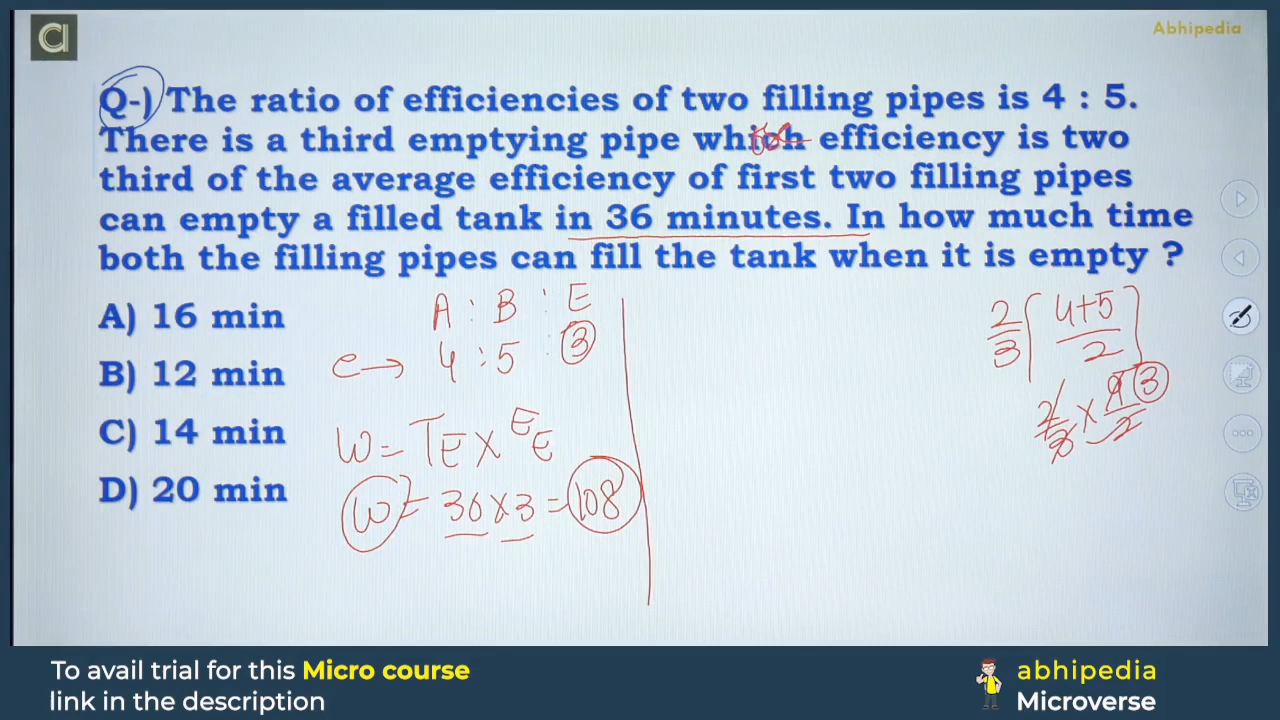 Abhipedia
Q-) The ratio of efficiencies of two filling pipes is 4 : 5.
There is a third emptying pipe which efficiency is two
third of the average efficiency of first two filling pipes
can empty a filled tank in 36 minutes. In how much time
both the filling pipes can fill the tank when it is empty ?
A) 16 min
B) 12 min
C) 14 min
D) 20 min
A : B : E
e → 4 : 5 : 3
W = TE × EE
W = 36 × 3 = 108
2/3 [ 4+5 / 2 ]
2/3 × 9/2 3
To avail trial for this Micro course
link in the description
abhipedia
Microverse